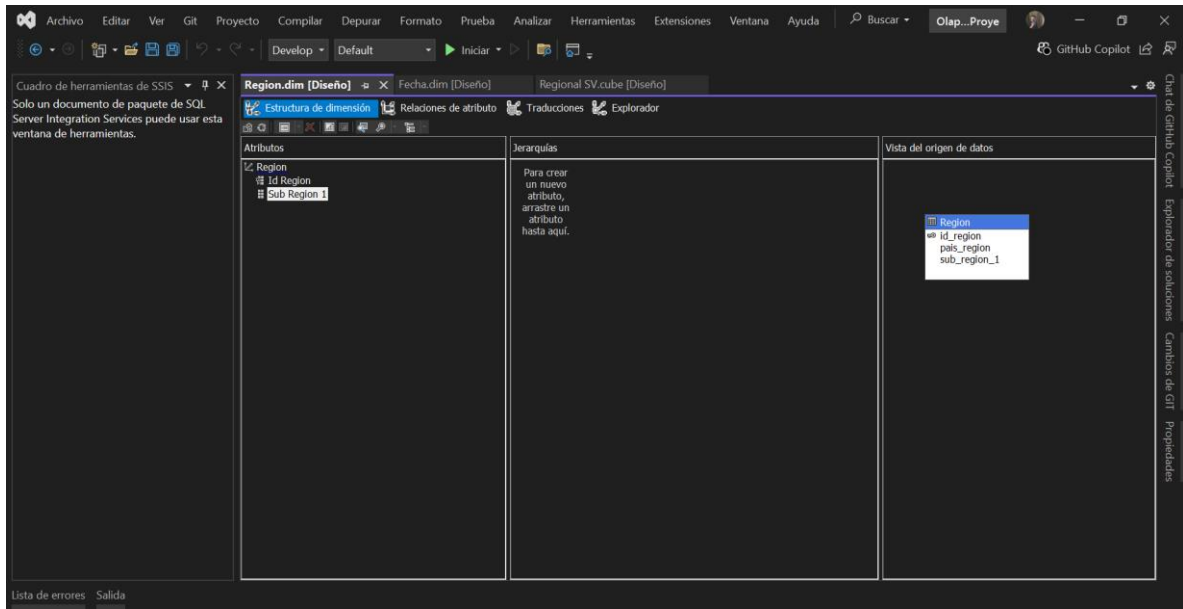 Archivo Editar Ver Git Proyecto Compilar Depurar Formato Prueba Analizar Herramientas Extensiones Ventana Ayuda Buscar Olap...Proye
Develop Default Iniciar GitHub Copilot
Cuadro de herramientas de SSIS
Solo un documento de paquete de SQL
Server Integration Services puede usar esta
ventana de herramientas.
Region.dim [Diseño] Fecha.dim [Diseño] Regional SV.cube [Diseño]
Estructura de dimensión Relaciones de atributo Traducciones Explorador
Atributos
Region
Id Region
Sub Region 1
Jerarquías
Para crear
un nuevo
atributo,
arrastre un
atributo
hasta aquí.
Vista del origen de datos
Region
id_region
pais_region
sub_region_1
Chat de GitHub Copilot
Explorador de soluciones
Cambios de GIT
Propiedades
Lista de errores Salida